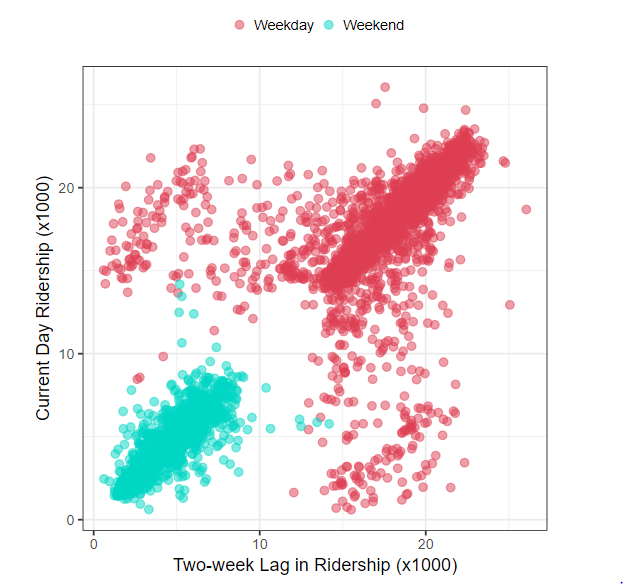 Weekday Weekend
Current Day Ridership (x1000)
20
10
0
0 10 20
Two-week Lag in Ridership (x1000)